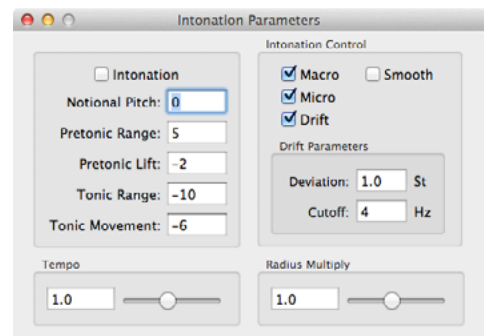 Intonation Parameters
Intonation
Notional Pitch: 0
Pretonic Range: 5
Pretonic Lift: -2
Tonic Range: -10
Tonic Movement: -6
Intonation Control
Macro Smooth
Micro
Drift
Drift Parameters
Deviation: 1.0 St
Cutoff: 4 Hz
Tempo
1.0
Radius Multiply
1.0